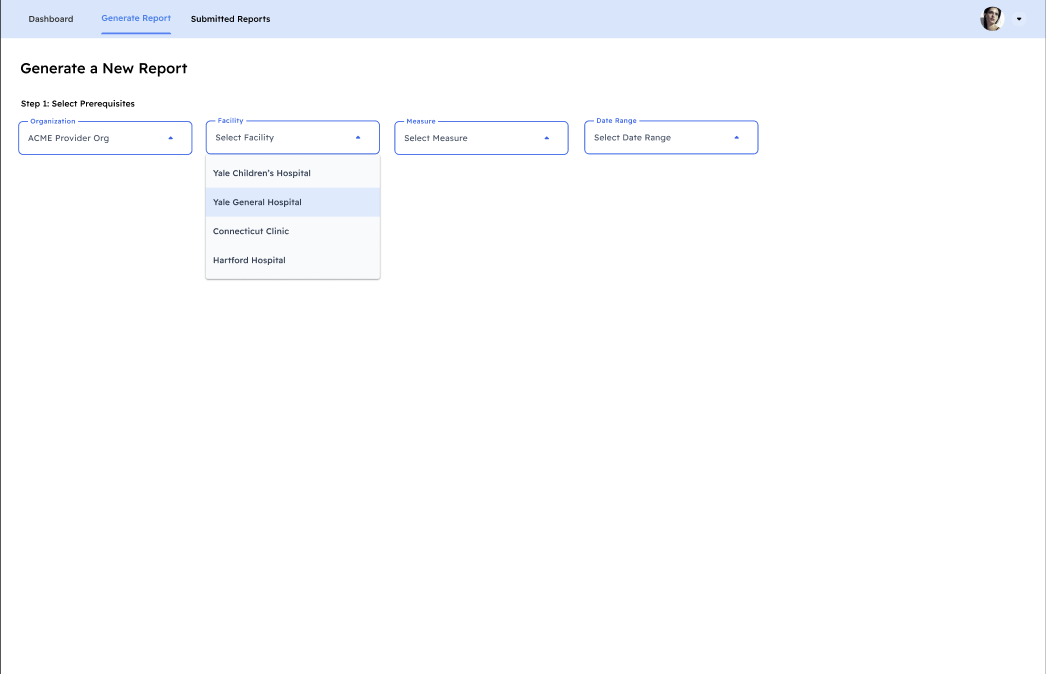 Dashboard
Generate Report
Submitted Reports
Generate a New Report
Step 1: Select Prerequisites
Organization
ACME Provider Org
Facility
Select Facility
Measure
Select Measure
Date Range
Select Date Range
Yale Children's Hospital
Yale General Hospital
Connecticut Clinic
Hartford Hospital